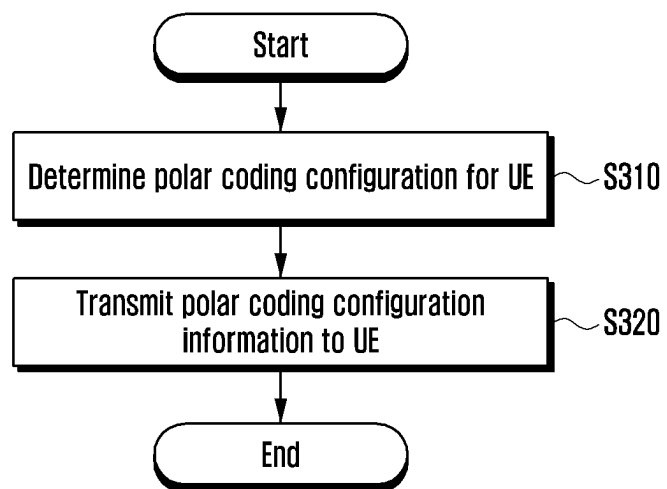 Start
Determine polar coding configuration for UE
S310
Transmit polar coding configuration
information to UE
S320
End